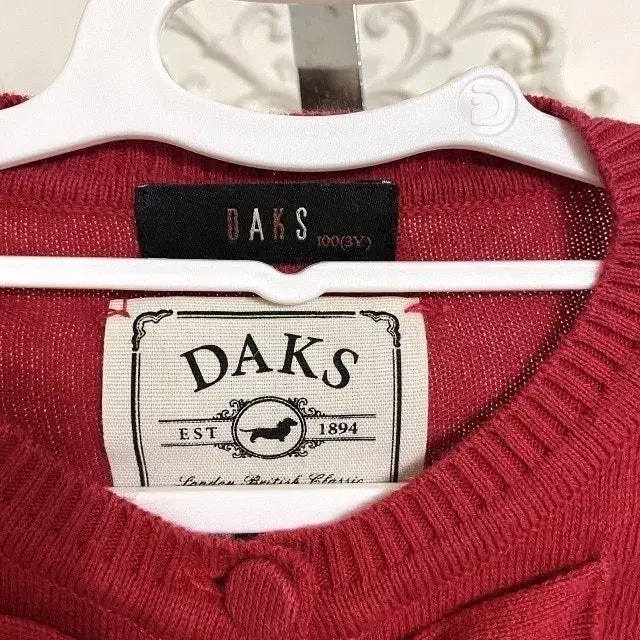 DAKS
100(3Y)
DAKS
EST 1894
London British Classic